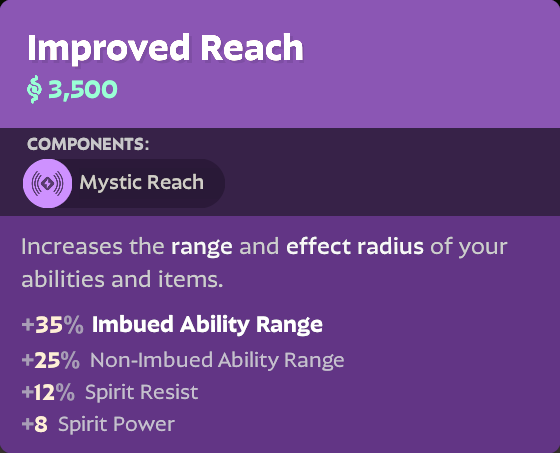 Improved Reach
3,500
COMPONENTS:
Mystic Reach
Increases the range and effect radius of your
abilities and items.
+35% Imbued Ability Range
+25% Non-Imbued Ability Range
+12% Spirit Resist
+8 Spirit Power